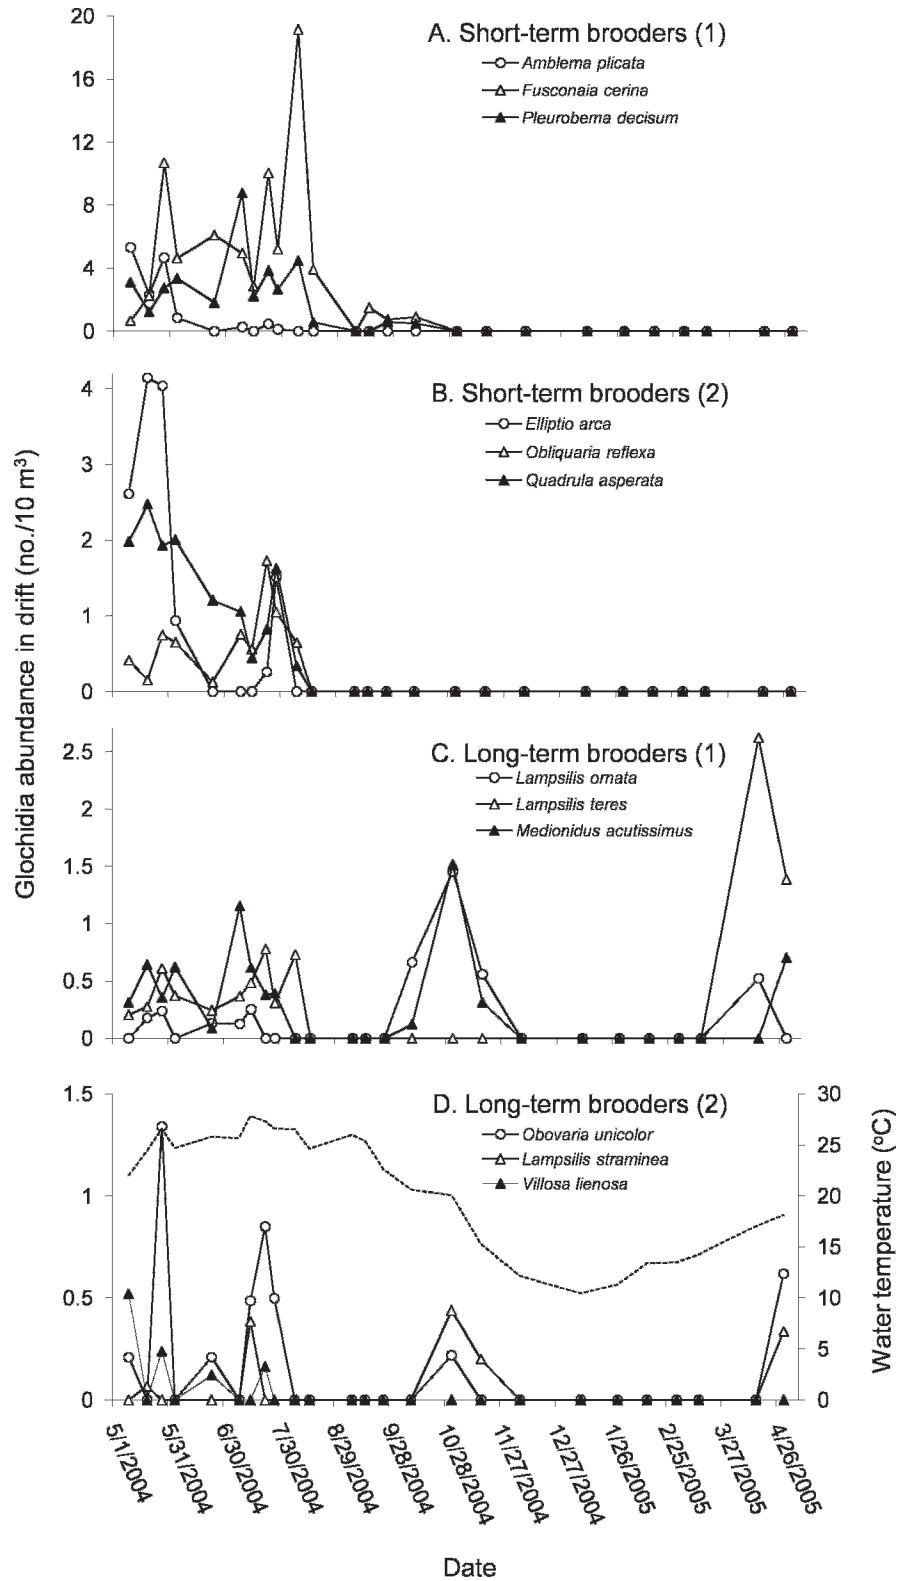 Glochidia abundance in drift (no./10 m³)
A. Short-term brooders (1)
Amblema plicata
Fusconaia cerina
Pleurobema decisum
20
16
12
8
4
0
B. Short-term brooders (2)
Elliptio arca
Obliquaria reflexa
Quadrula asperata
4
3
2
1
0
C. Long-term brooders (1)
Lampsilis ornata
Lampsilis teres
Medionidus acutissimus
2.5
2
1.5
1
0.5
0
D. Long-term brooders (2)
Obovaria unicolor
Lampsilis straminea
Villosa lienosa
1.5
1
0.5
0
30
25
20
15
10
5
0
Water temperature (ºC)
5/1/2004
5/31/2004
6/30/2004
7/30/2004
8/29/2004
9/28/2004
10/28/2004
11/27/2004
12/27/2004
1/26/2005
2/25/2005
3/27/2005
4/26/2005
Date